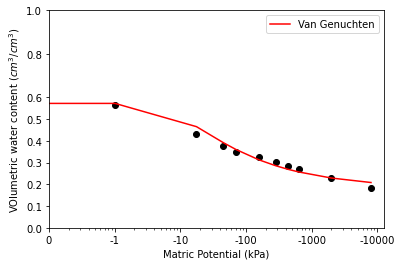 1.0
Van Genuchten
0.8
0.6
0.5
0.4
0.3
0.2
0.1
0.0
VOlumetric water content (cm³/cm³)
0 -1 -10 -100 -1000 -10000
Matric Potential (kPa)